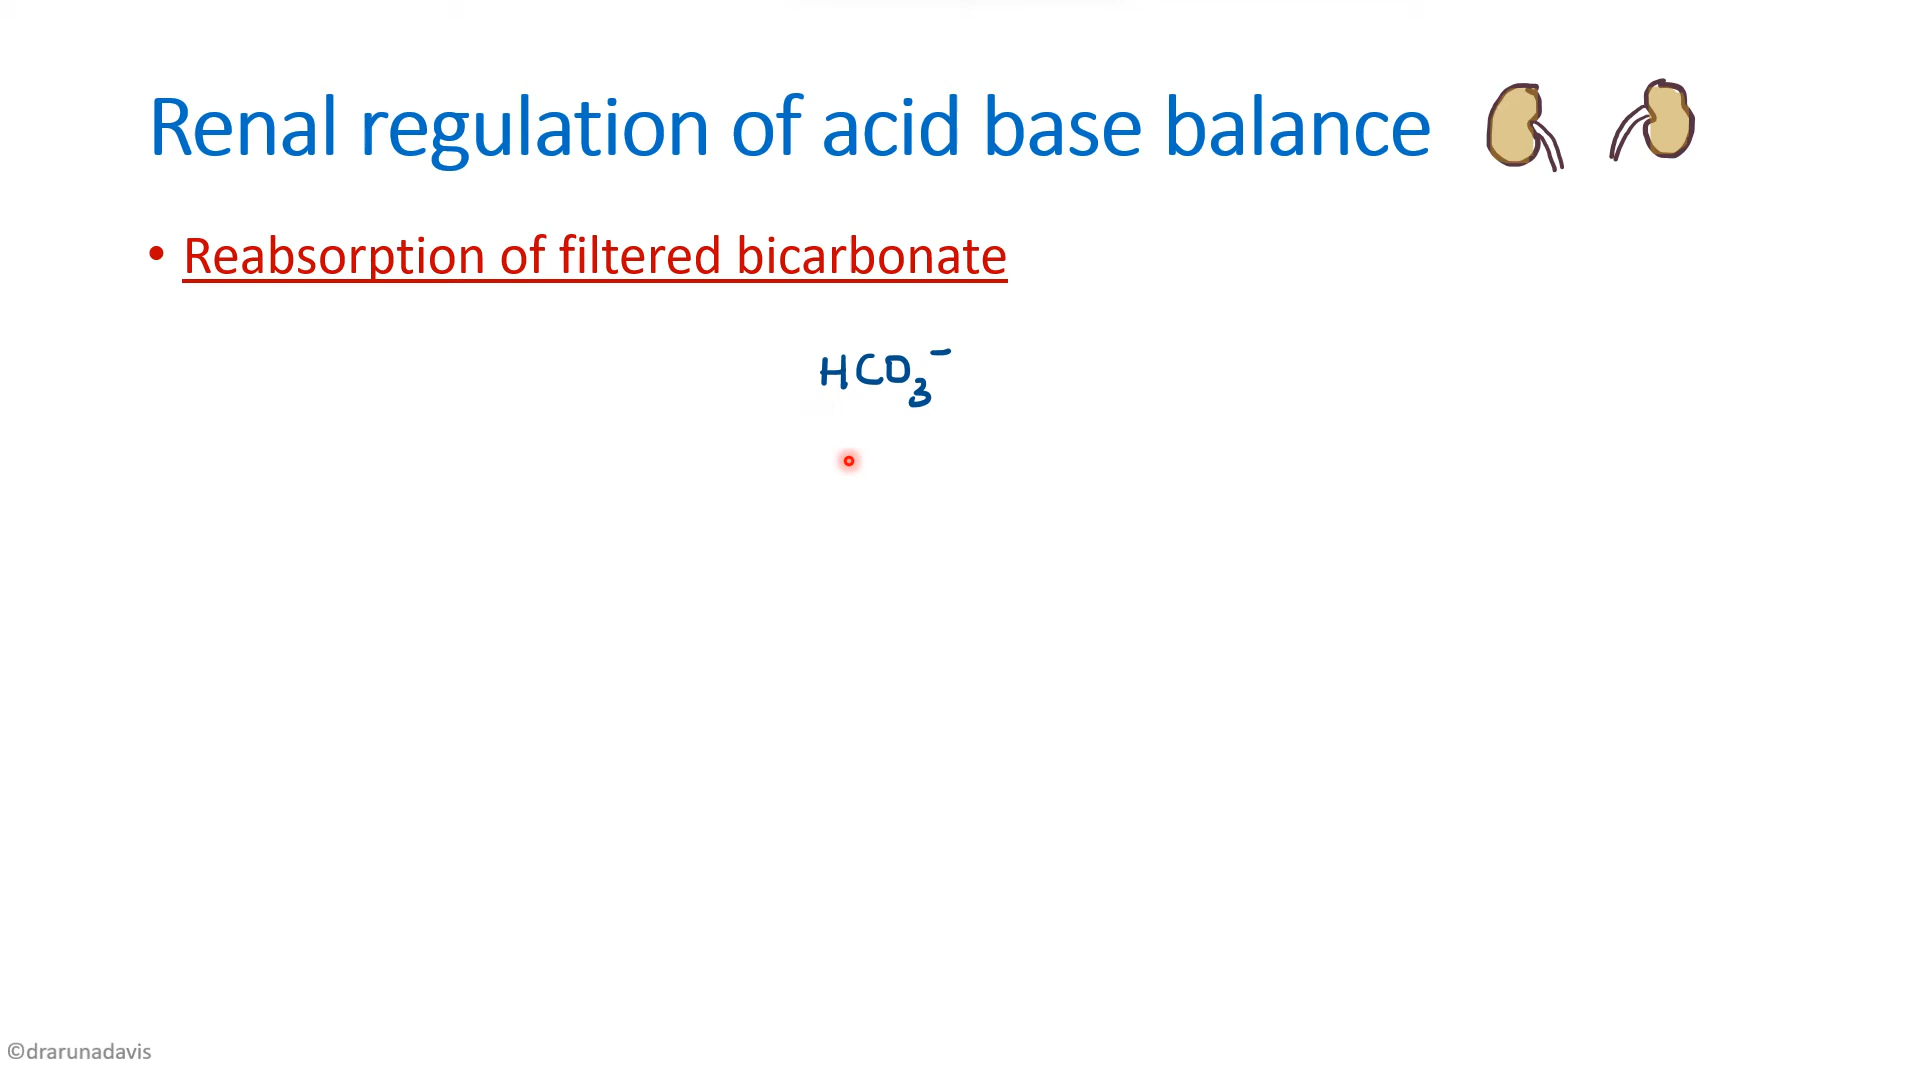 Renal regulation of acid base balance
• Reabsorption of filtered bicarbonate
HCO₃⁻
©drarunadavis